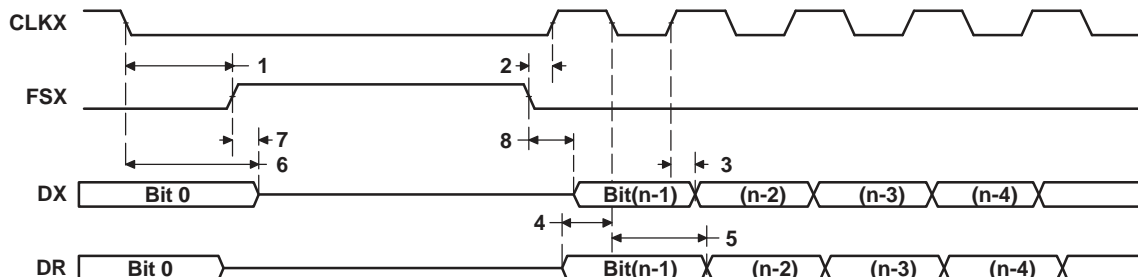 CLKX
1
2
FSX
7
8
6
3
DX
Bit 0
Bit(n-1)
(n-2)
(n-3)
(n-4)
4
5
DR
Bit 0
Bit(n-1)
(n-2)
(n-3)
(n-4)